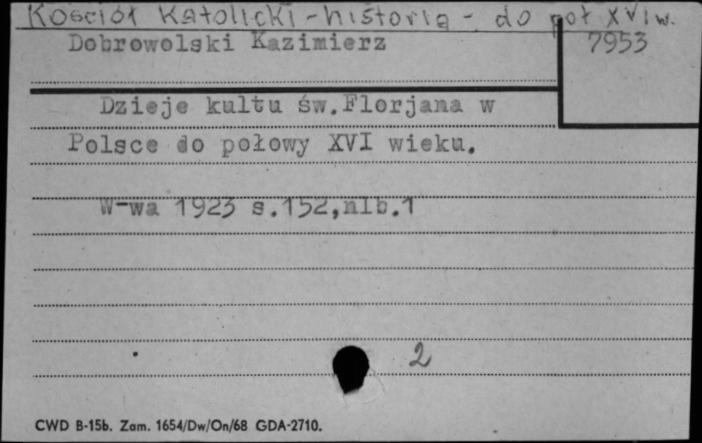 Kościół Katolicki - historia - do poł XVI w.
Dobrowolski Kazimierz
7953
Dzieje kultu św.Florjana w
Polsce do połowy XVI wieku.
W-wa 1923 s.152,nlb.1
2
CWD B-15b. Zam. 1654/Dw/On/68 GDA-2710.